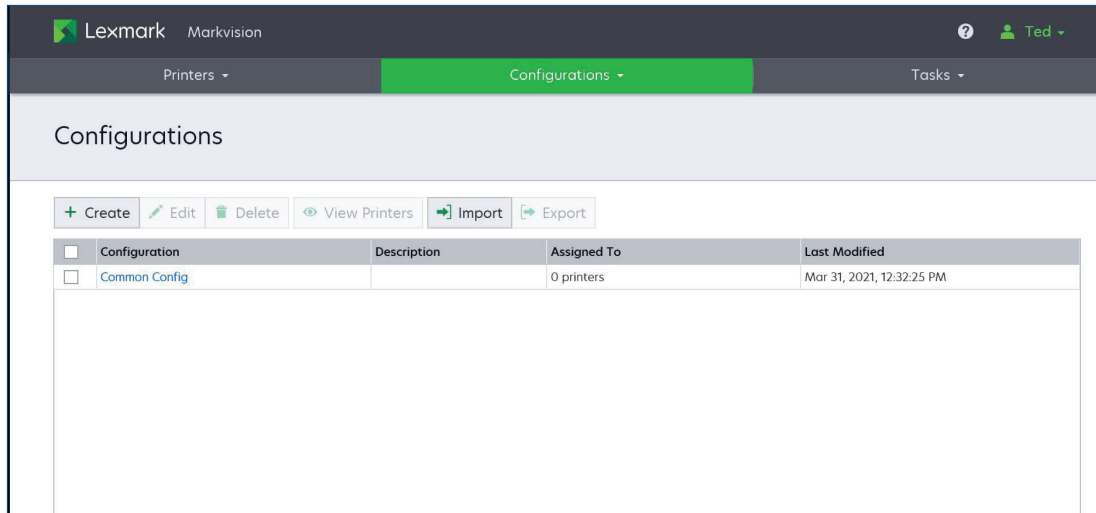 Lexmark Markvision ? Ted
Printers Configurations Tasks
Configurations
+ Create Edit Delete View Printers Import Export
Configuration Description Assigned To Last Modified
Common Config 0 printers Mar 31, 2021, 12:32:25 PM